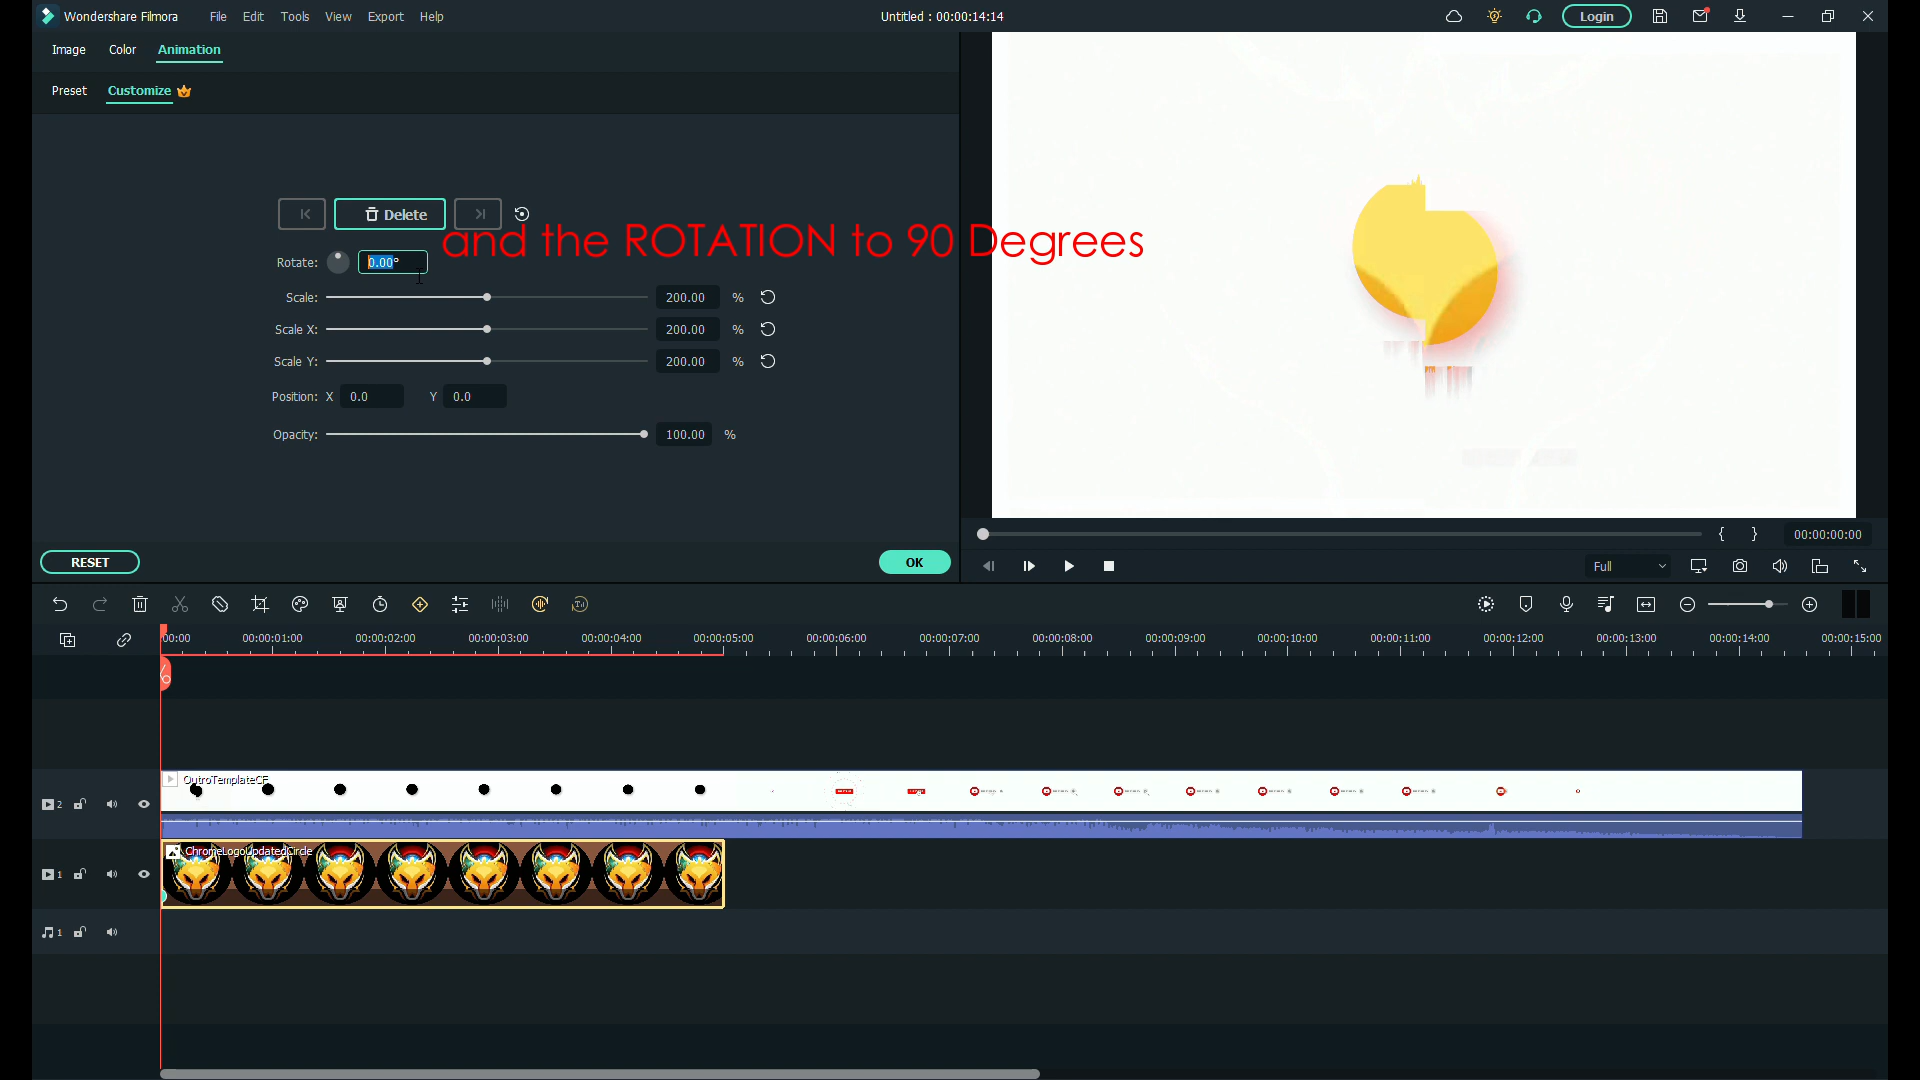 Wondershare Filmora File Edit Tools View Export Help Untitled : 00:00:14:14 Login
Image Color Animation
Preset Customize
Delete
and the ROTATION to 90 Degrees
Rotate: 0.00°
Scale: 200.00 %
Scale X: 200.00 %
Scale Y: 200.00 %
Position: X 0.0 Y 0.0
Opacity: 100.00 %
{ } 00:00:00:00
RESET OK
Full
:00:00 00:00:01:00 00:00:02:00 00:00:03:00 00:00:04:00 00:00:05:00 00:00:06:00 00:00:07:00 00:00:08:00 00:00:09:00 00:00:10:00 00:00:11:00 00:00:12:00 00:00:13:00 00:00:14:00 00:00:15:00
OutroTemplateCF
2
ChromeLogoUpdatedCircle
1
1